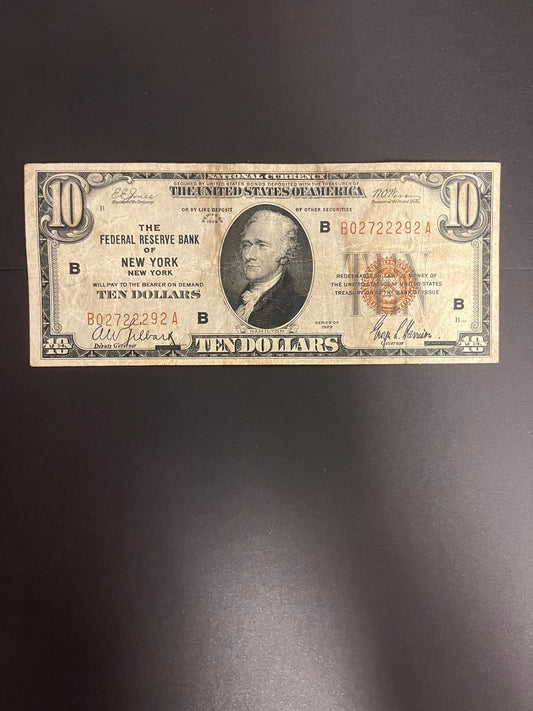 NATIONAL CURRENCY
SECURED BY UNITED STATES BONDS DEPOSITED WITH THE TREASURER OF
THE UNITED STATES OF AMERICA
OR BY LIKE DEPOSIT OF OTHER SECURITIES
10
10
B
THE
FEDERAL RESERVE BANK
OF
NEW YORK
NEW YORK
WILL PAY TO THE BEARER ON DEMAND
TEN DOLLARS
B
B02722292A
B
Deputy Governor
HAMILTON
SERIES OF
1929
B
B02722292A
TEN
REDEEMABLE IN LAWFUL MONEY OF
THE UNITED STATES AT UNITED STATES
TREASURY OR AT THE BANK OF ISSUE
B
B
Governor
10
TEN DOLLARS
10